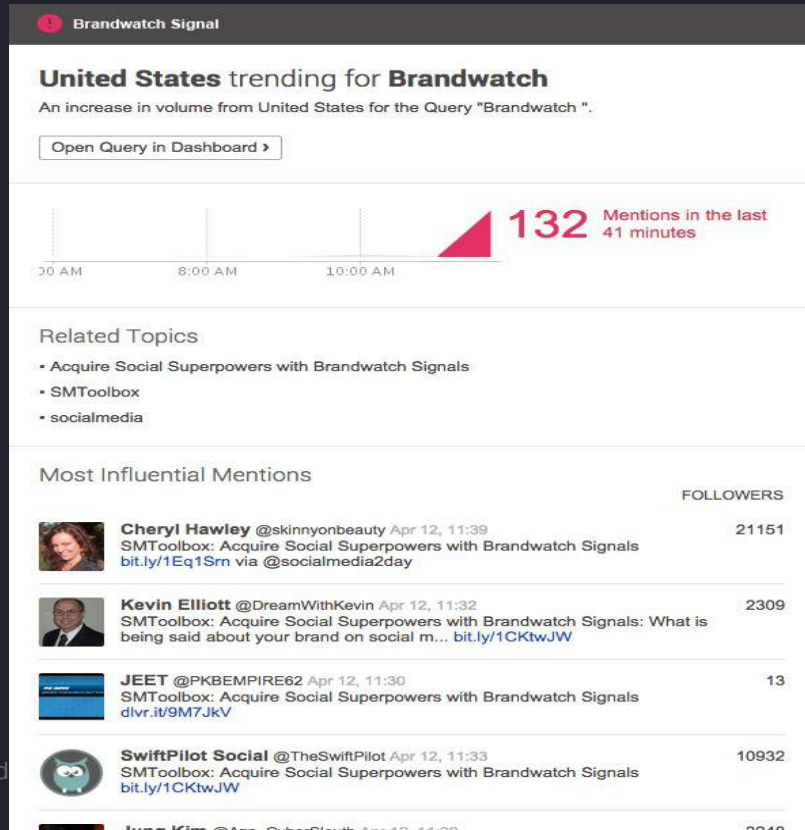 Brandwatch Signal
United States trending for Brandwatch
An increase in volume from United States for the Query "Brandwatch ".
Open Query in Dashboard ›
132 Mentions in the last
41 minutes
00 AM 8:00 AM 10:00 AM
Related Topics
• Acquire Social Superpowers with Brandwatch Signals
• SMToolbox
• socialmedia
Most Influential Mentions
FOLLOWERS
Cheryl Hawley @skinnyonbeauty Apr 12, 11:39 21151
SMToolbox: Acquire Social Superpowers with Brandwatch Signals
bit.ly/1Eq1Srn via @socialmedia2day
Kevin Elliott @DreamWithKevin Apr 12, 11:32 2309
SMToolbox: Acquire Social Superpowers with Brandwatch Signals: What is
being said about your brand on social m... bit.ly/1CKtwJW
JEET @PKBEMPIRE62 Apr 12, 11:30 13
SMToolbox: Acquire Social Superpowers with Brandwatch Signals
dlvr.it/9M7JkV
SwiftPilot Social @TheSwiftPilot Apr 12, 11:33 10932
SMToolbox: Acquire Social Superpowers with Brandwatch Signals
bit.ly/1CKtwJW
Jung Kim